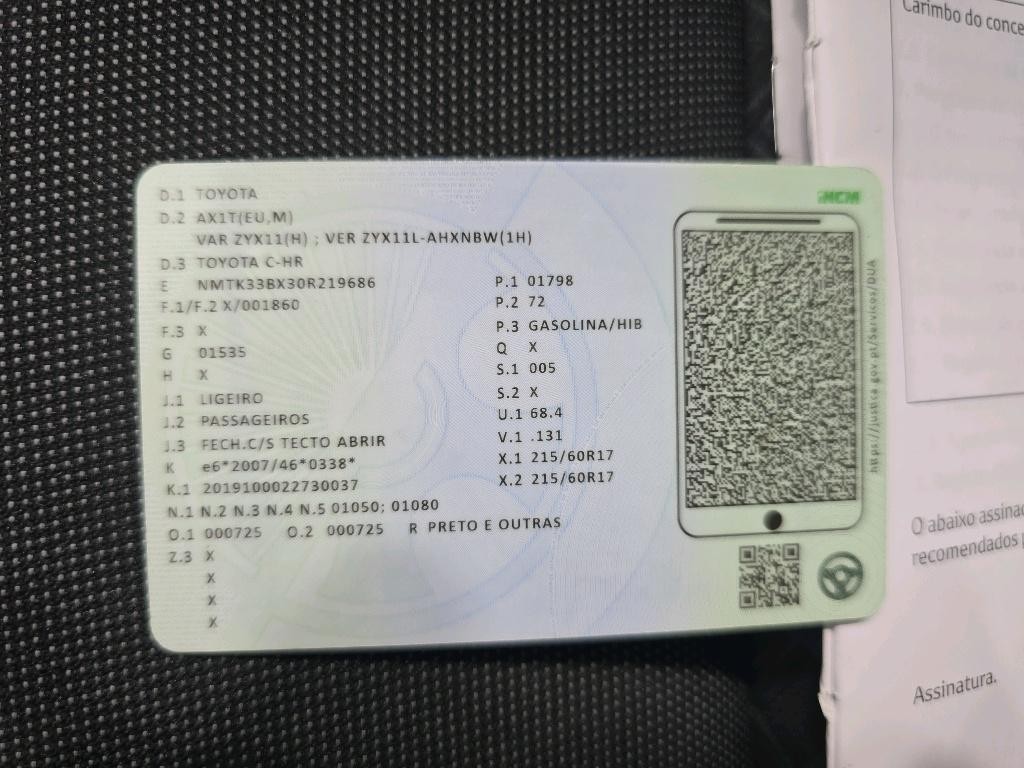 D.1 TOYOTA
D.2 AX1T(EU,M)
VAR ZYX11(H) ; VER ZYX11L-AHXNBW(1H)
D.3 TOYOTA C-HR
E NMTK33BX30R219686
F.1/F.2 X/001860
F.3 X
G 01535
H X
J.1 LIGEIRO
J.2 PASSAGEIROS
J.3 FECH.C/S TECTO ABRIR
K e6*2007/46*0338*
K.1 2019100022730037
N.1 N.2 N.3 N.4 N.5 01050; 01080
O.1 000725 O.2 000725 R PRETO E OUTRAS
Z.3 X
X
X
X
P.1 01798
P.2 72
P.3 GASOLINA/HIB
Q X
S.1 005
S.2 X
U.1 68.4
V.1 .131
X.1 215/60R17
X.2 215/60R17
https://justica.gov.pt/Servicos/DUA
Carimbo do conce
O abaixo assinad
recomendados
Assinatura.